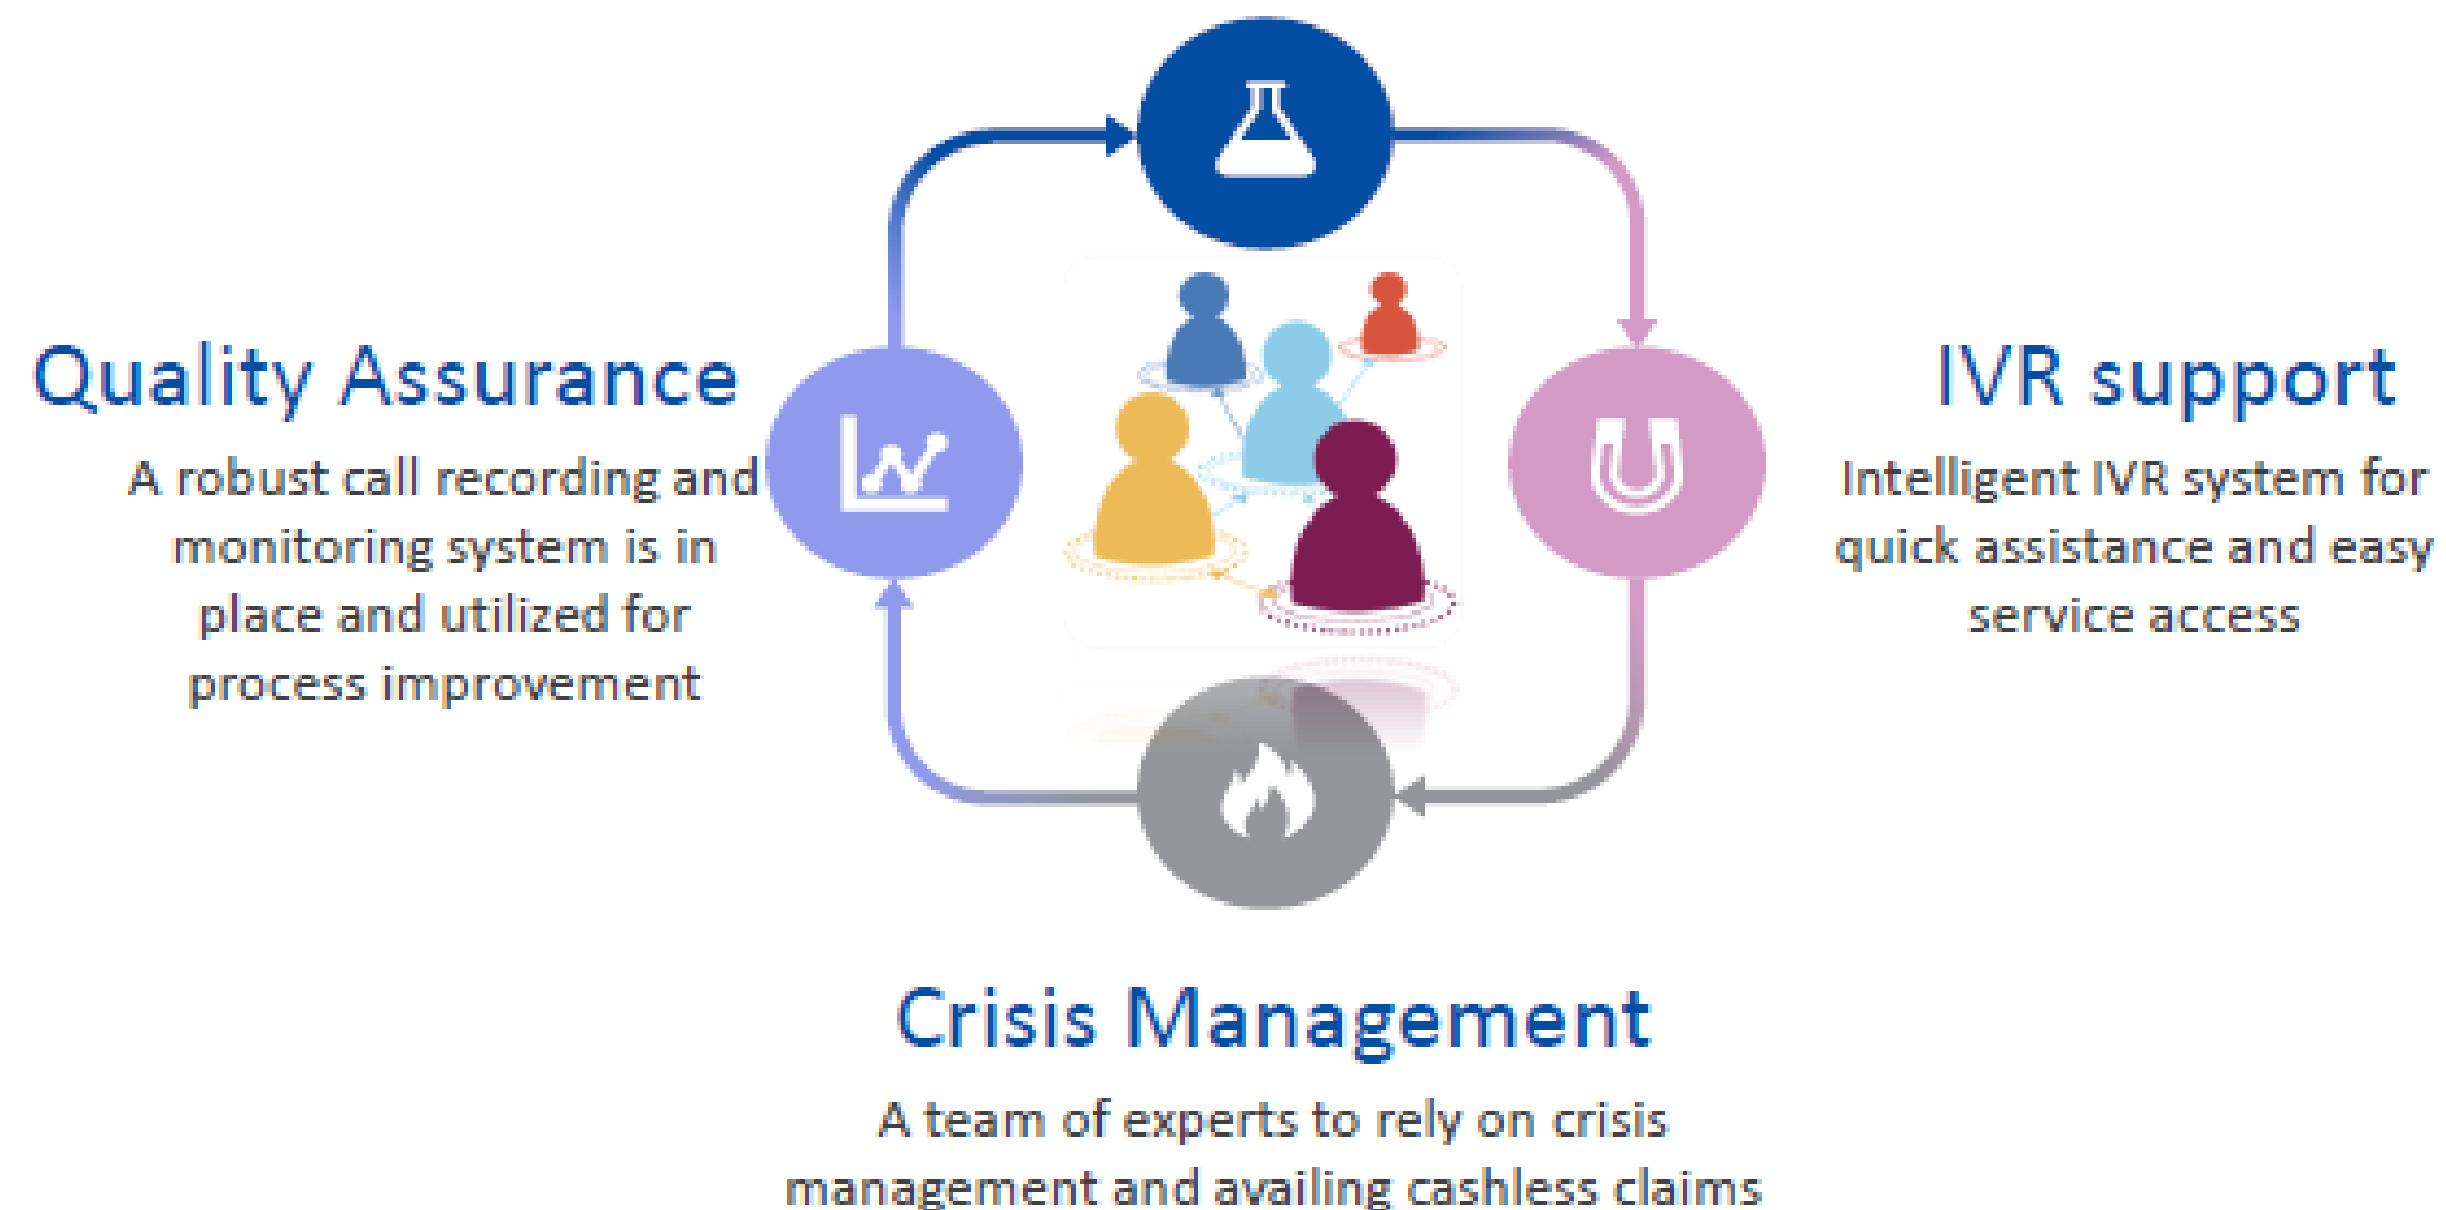 Quality Assurance
A robust call recording and
monitoring system is in
place and utilized for
process improvement
IVR support
Intelligent IVR system for
quick assistance and easy
service access
Crisis Management
A team of experts to rely on crisis
management and availing cashless claims